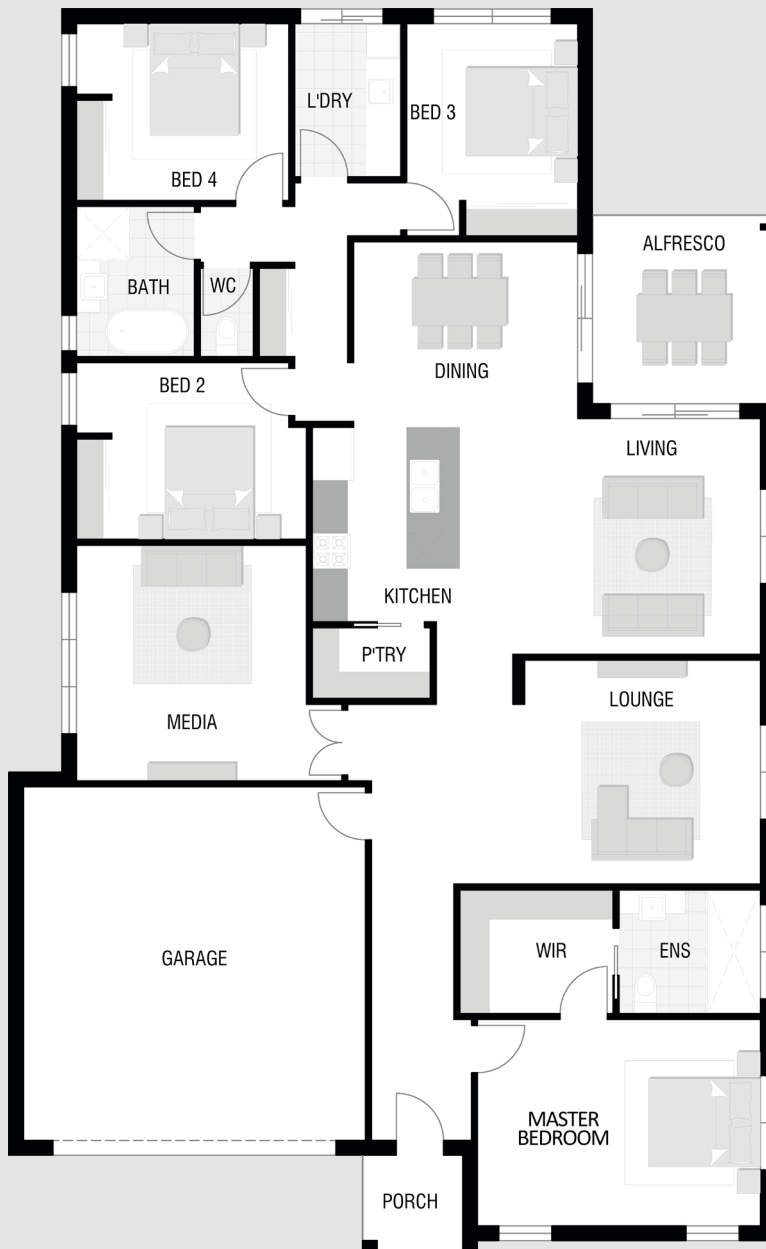 L'DRY
BED 3
BED 4
ALFRESCO
BATH
WC
DINING
BED 2
LIVING
KITCHEN
P'TRY
LOUNGE
MEDIA
WIR
ENS
GARAGE
MASTER
BEDROOM
PORCH